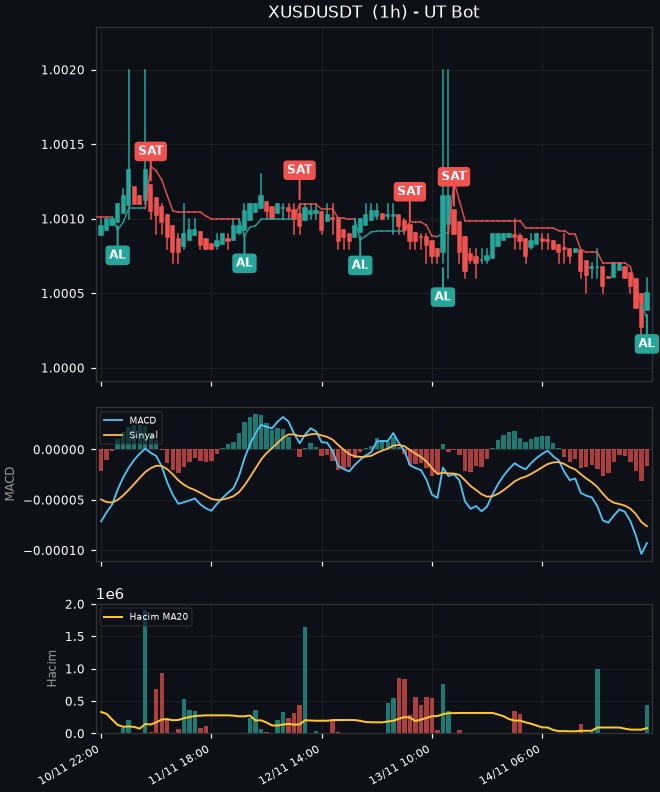 XUSDUSDT (1h) - UT Bot
1.0020
1.0015
1.0010
1.0005
1.0000
SAT
SAT
SAT
SAT
AL
AL
AL
AL
AL
MACD
Sinyal
0.00000
−0.00005
−0.00010
MACD
1e6
Hacim MA20
2.0
1.5
1.0
0.5
0.0
Hacim
10/11 22:00
11/11 18:00
12/11 14:00
13/11 10:00
14/11 06:00